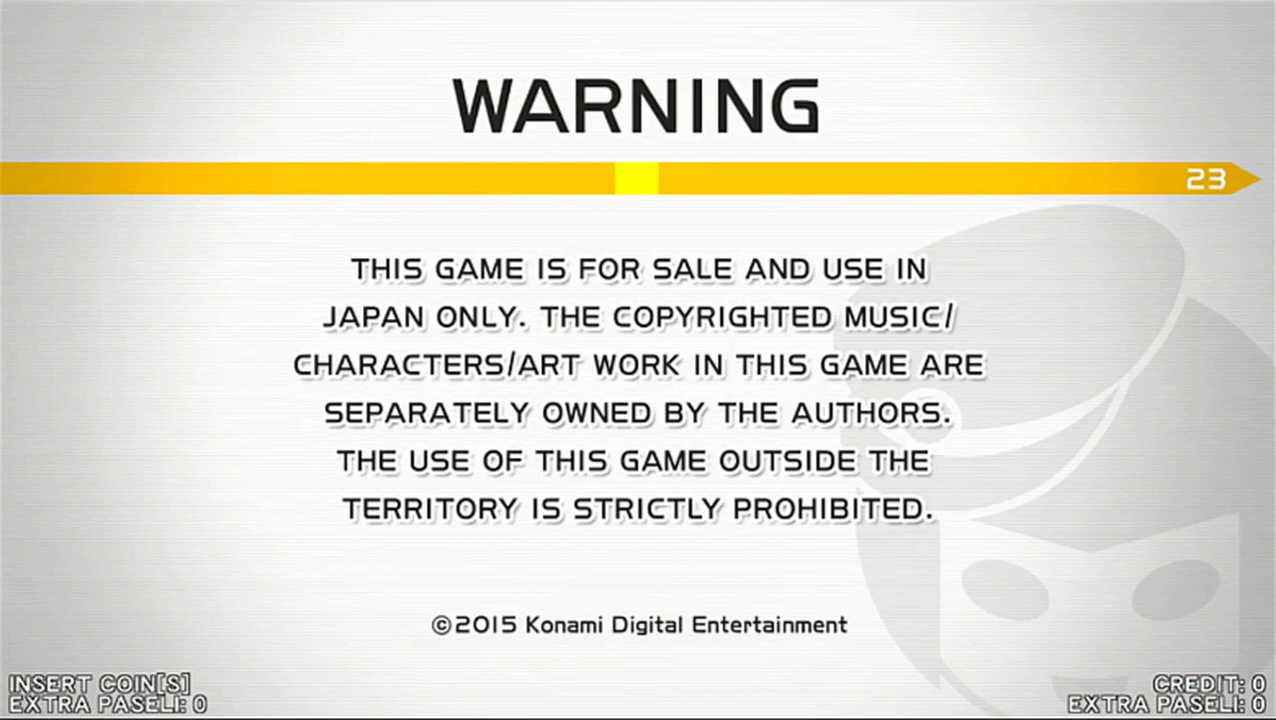 WARNING
23
THIS GAME IS FOR SALE AND USE IN
JAPAN ONLY. THE COPYRIGHTED MUSIC/
CHARACTERS/ART WORK IN THIS GAME ARE
SEPARATELY OWNED BY THE AUTHORS.
THE USE OF THIS GAME OUTSIDE THE
TERRITORY IS STRICTLY PROHIBITED.
©2015 Konami Digital Entertainment
INSERT COIN[S]
EXTRA PASELI: 0
CREDIT: 0
EXTRA PASELI: 0